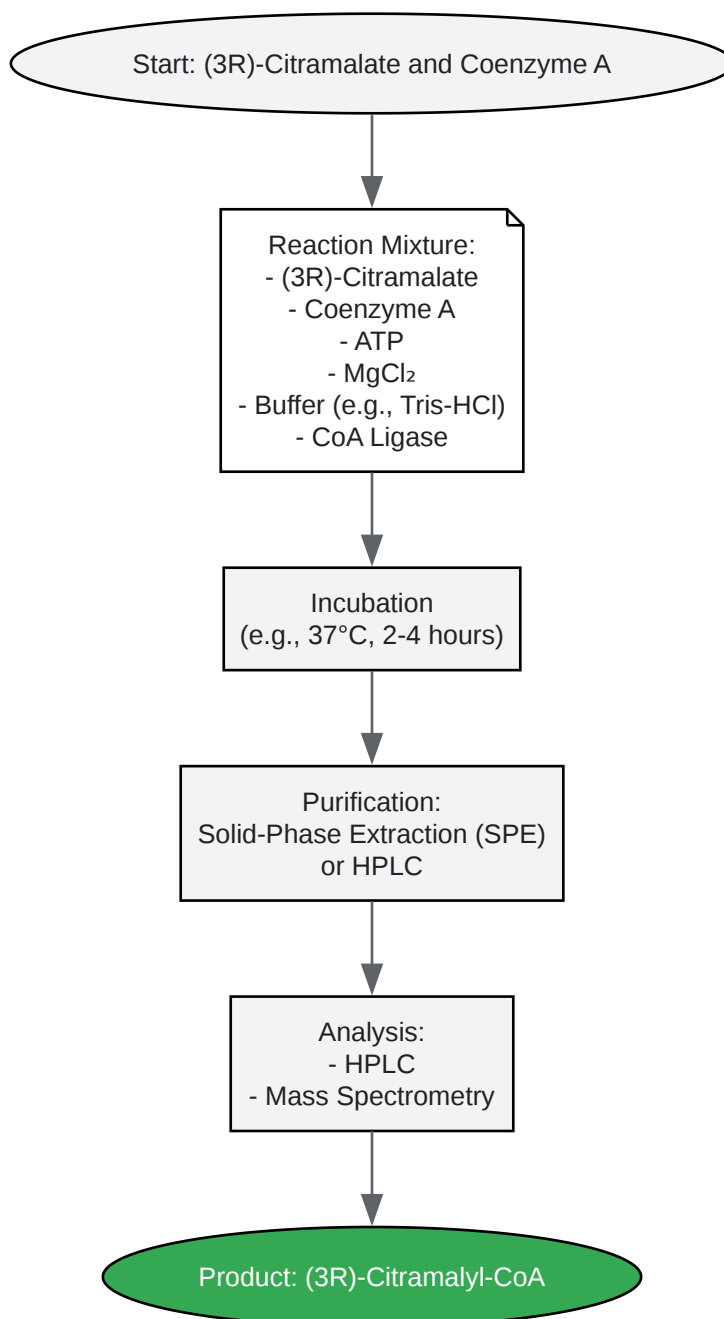 Start: (3R)-Citramalate and Coenzyme A
Reaction Mixture:
- (3R)-Citramalate
- Coenzyme A
- ATP
- MgCl₂
- Buffer (e.g., Tris-HCl)
- CoA Ligase
Incubation
(e.g., 37°C, 2-4 hours)
Purification:
Solid-Phase Extraction (SPE)
or HPLC
Analysis:
- HPLC
- Mass Spectrometry
Product: (3R)-Citramalyl-CoA